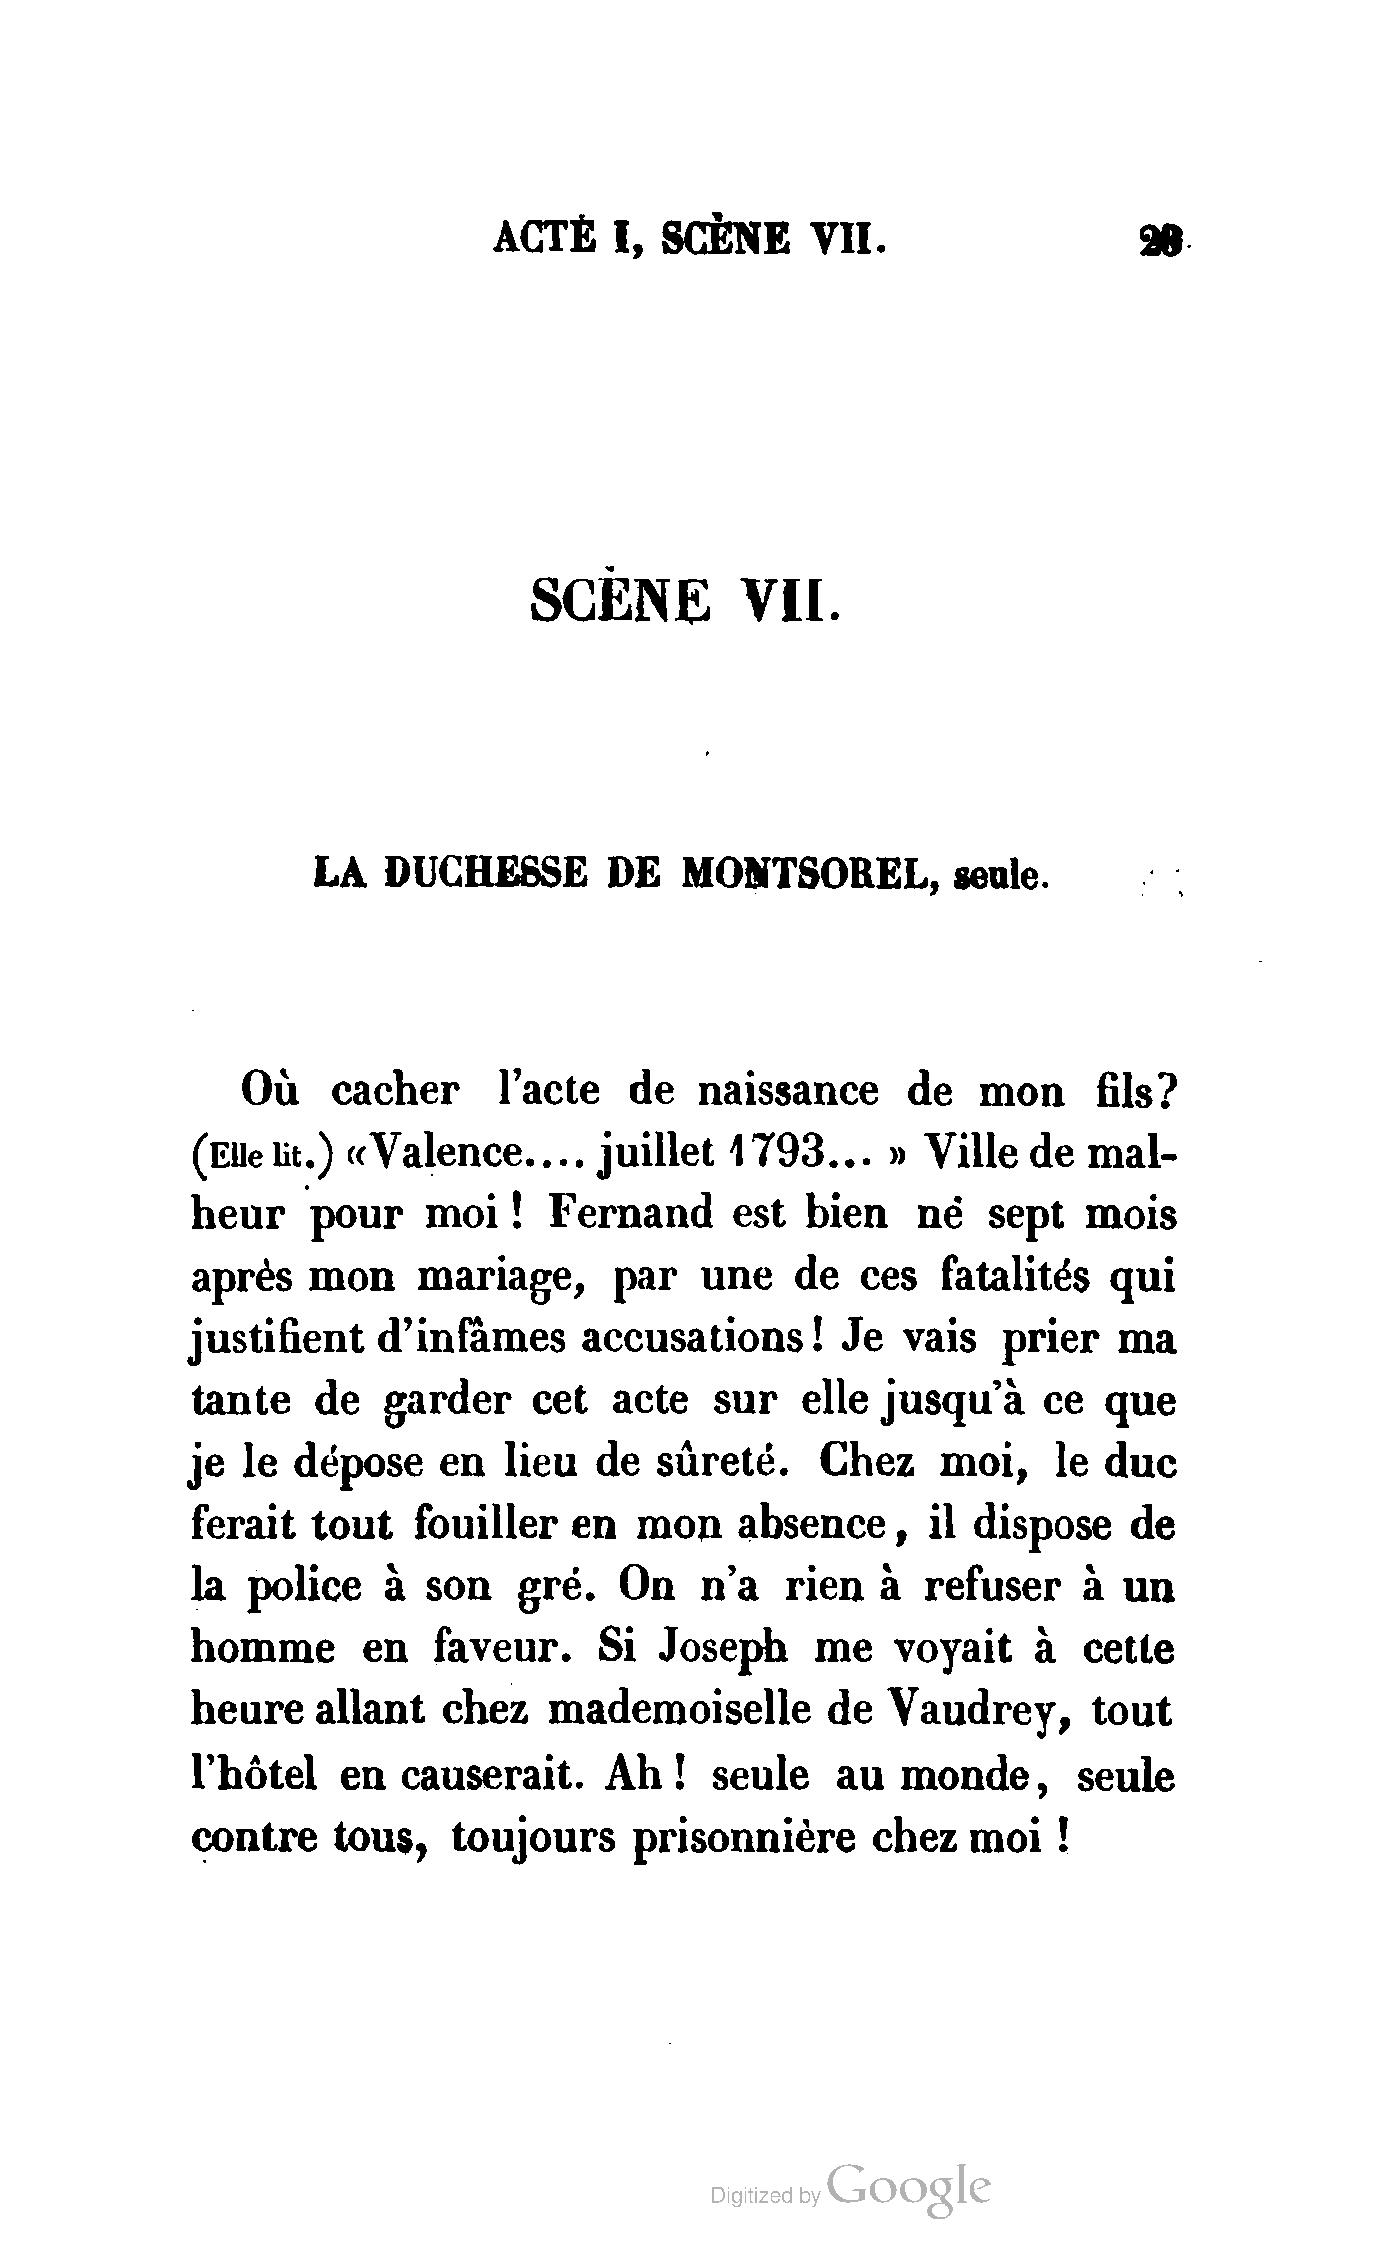 ACTE I, SCÈNE VII.
SCÈNE VII.
LA DUCHESSE DE MONTSOREL, seule.
Où cacher l'acte de naissance de mon fils?
(Elle lit.) «Valence.... juillet 1793... » Ville de mal-
heur pour moi ! Fernand est bien né sept mois
après mon mariage, par une de ces fatalités qui
justifient d'infâmes accusations! Je vais prier ma
tante de garder cet acte sur elle jusqu'à ce que
je le dépose en lieu de sûreté. Chez moi, le duc
ferait tout fouiller en mon absence, il dispose de
la police à son gré. On n'a rien à refuser à un
homme en faveur. Si Joseph me voyait à cette
heure allant chez mademoiselle de Vaudrey, tout
l'hôtel en causerait. Ah ! seule au monde, seule
contre tous, toujours prisonnière chez moi !
Digitized by Google